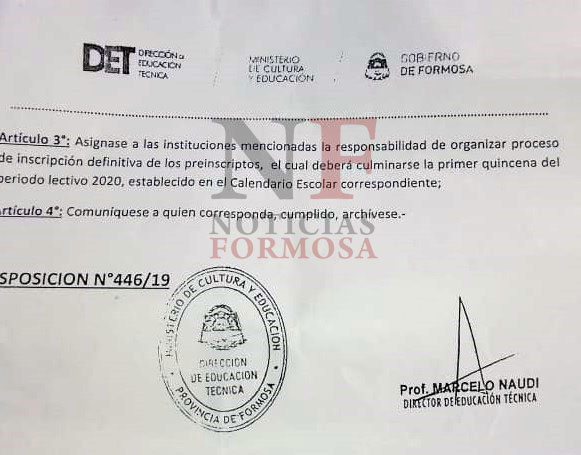 DET DIRECCIÓN DE
EDUCACIÓN
TECNICA
MINISTERIO
DE CULTURA
Y EDUCACIÓN
GOBIERNO
DE FORMOSA
Artículo 3°: Asignase a las instituciones mencionadas la responsabilidad de organizar proceso
de inscripción definitiva de los preinscriptos, el cual deberá culminarse la primer quincena del
periodo lectivo 2020, establecido en el Calendario Escolar correspondiente;
Artículo 4°: Comuníquese a quien corresponda, cumplido, archívese.-
NF
NOTICIAS
FORMOSA
SPOSICION N°446/19
MINISTERIO DE CULTURA Y EDUCACIÓN
DIRECCION
DE EDUCACION
TECNICA
PROVINCIA DE FORMOSA
Prof. MARCELO NAUDI
DIRECTOR DE EDUCACIÓN TÉCNICA